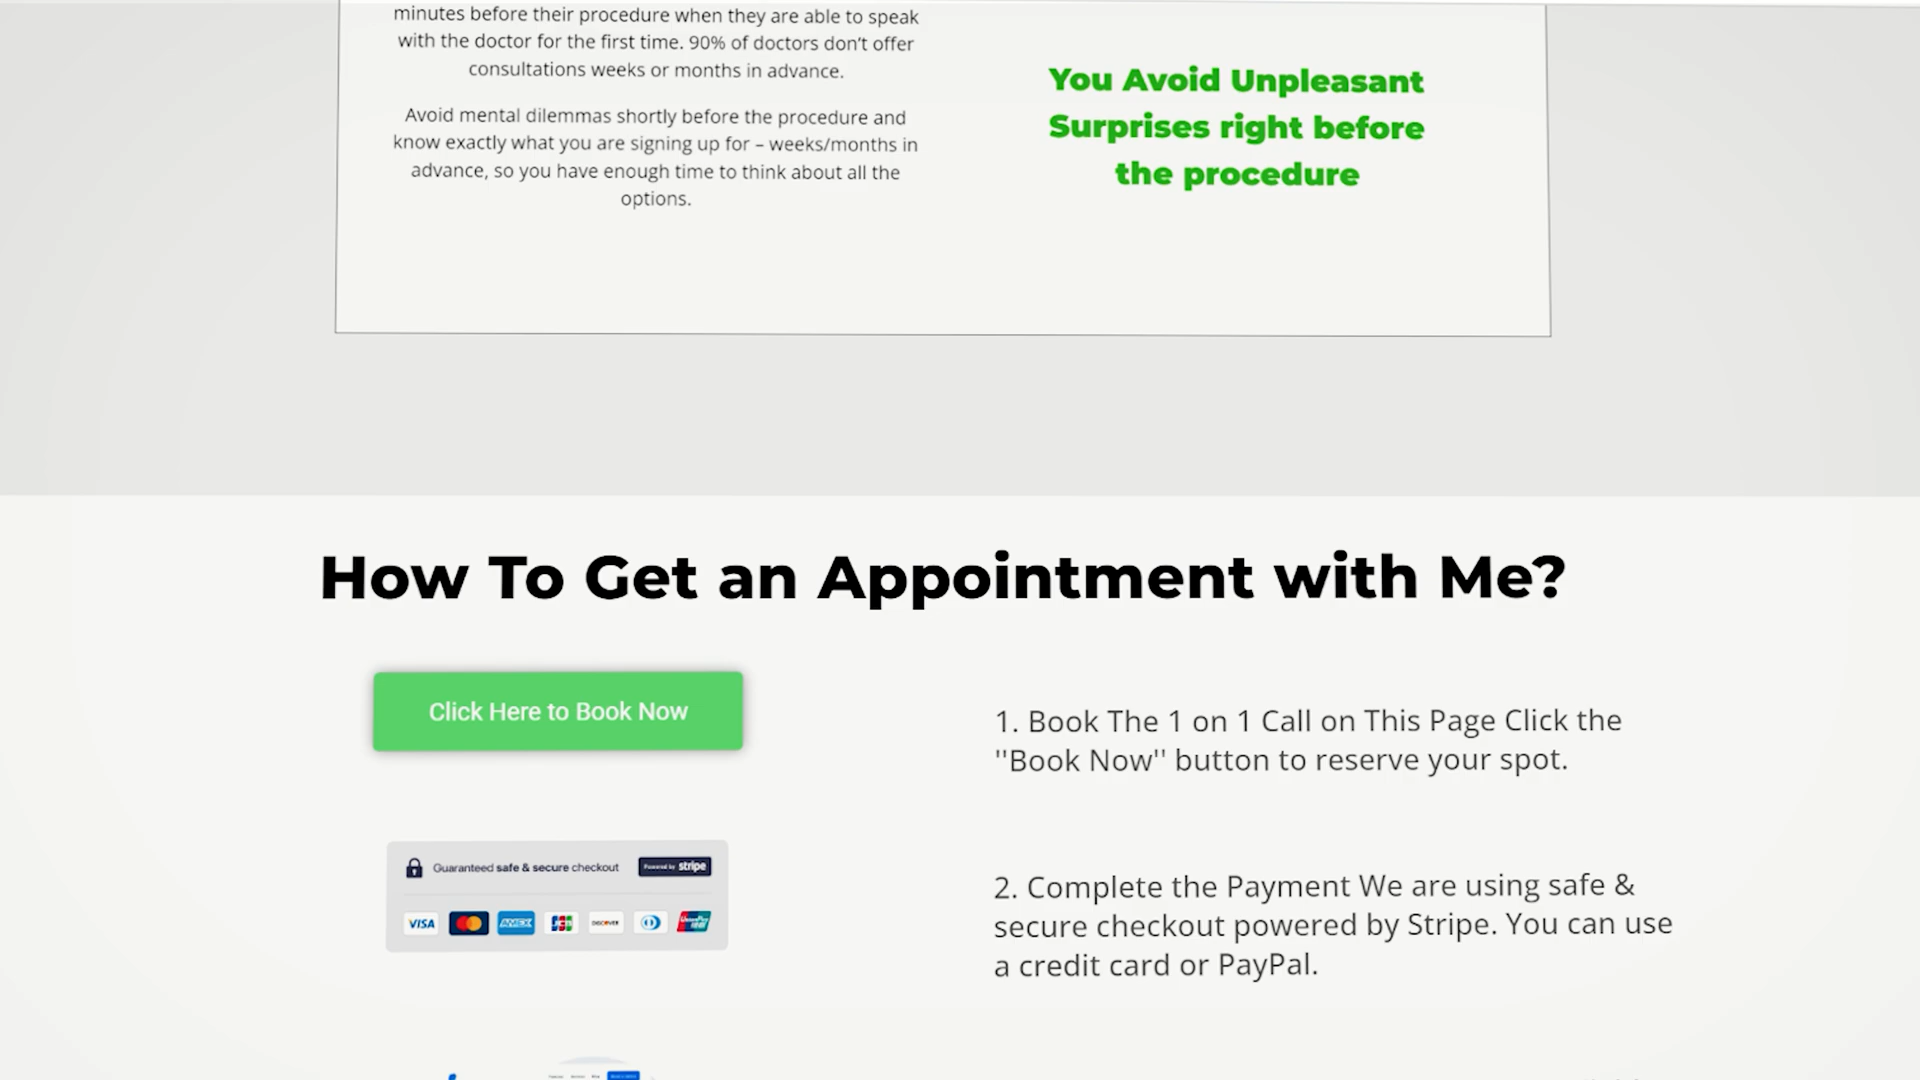 minutes before their procedure when they are able to speak
with the doctor for the first time. 90% of doctors don’t offer
consultations weeks or months in advance.
Avoid mental dilemmas shortly before the procedure and
know exactly what you are signing up for – weeks/months in
advance, so you have enough time to think about all the
options.
You Avoid Unpleasant
Surprises right before
the procedure
How To Get an Appointment with Me?
Click Here to Book Now
1. Book The 1 on 1 Call on This Page Click the
"Book Now" button to reserve your spot.
Guaranteed safe & secure checkout
Powered by stripe
VISA
AMEX
JCB
DISCOVER
UnionPay
2. Complete the Payment We are using safe &
secure checkout powered by Stripe. You can use
a credit card or PayPal.